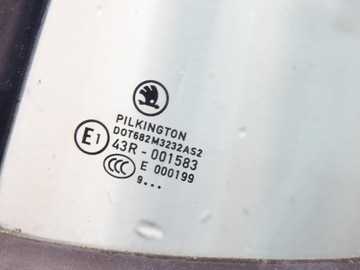 PILKINGTON
DOT682M3232AS2
E1 43R - 001583
CCC E 000199
9...